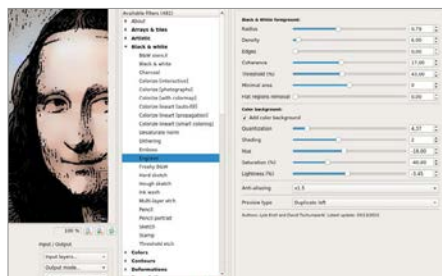 Available filters (482)
About
Arrays & tiles
Artistic
Black & white
B&W stencil
Black & white
Charcoal
Colorize [interactive]
Colorize [photographs]
Colorize [with colormap]
Colorize lineart [auto-fill]
Colorize lineart [propagation]
Colorize lineart [smart coloring]
Desaturate norm
Dithering
Emboss
Engrave
Freaky B&W
Hard sketch
Hough sketch
Ink wash
Multi-layer etch
Pencil
Pencil portrait
Sketch
Stamp
Threshold etch
Colors
Contours
Deformations
100 %
Input / Output
Input layers...
Output mode...
Black & White foreground:
Radius
Density
Edges 0,00
Coherence
Threshold (%)
Minimal area
Flat regions removal 0,00
Color background:
Add color background
Quantization 4,57
Shading
Hue
Saturation (%)
Lightness (%)
Anti-aliasing x1.5
Preview type Duplicate left